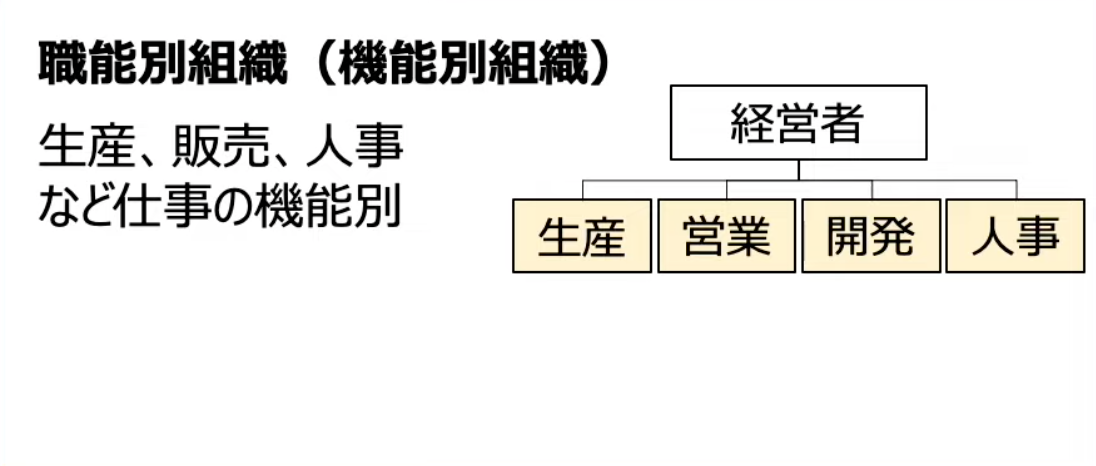 職能別組織（機能別組織）
生産、販売、人事
など仕事の機能別
経営者
生産
営業
開発
人事